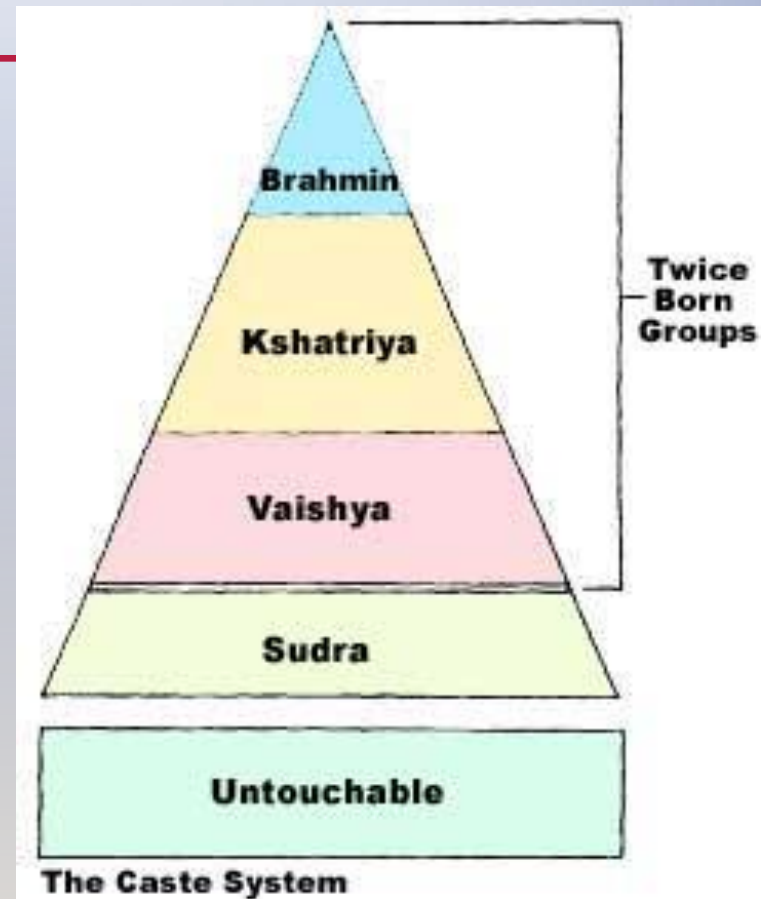 Brahmin
Kshatriya
Twice
Born
Groups
Vaishya
Sudra
Untouchable
The Caste System